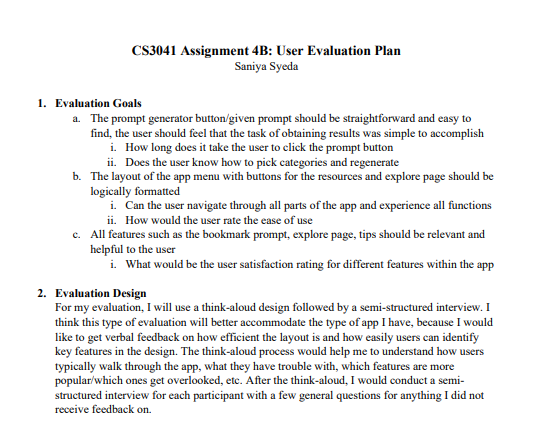 CS3041 Assignment 4B: User Evaluation Plan
Saniya Syeda
1. Evaluation Goals
a. The prompt generator button/given prompt should be straightforward and easy to
find, the user should feel that the task of obtaining results was simple to accomplish
i. How long does it take the user to click the prompt button
ii. Does the user know how to pick categories and regenerate
b. The layout of the app menu with buttons for the resources and explore page should be
logically formatted
i. Can the user navigate through all parts of the app and experience all functions
ii. How would the user rate the ease of use
c. All features such as the bookmark prompt, explore page, tips should be relevant and
helpful to the user
i. What would be the user satisfaction rating for different features within the app
2. Evaluation Design
For my evaluation, I will use a think-aloud design followed by a semi-structured interview. I
think this type of evaluation will better accommodate the type of app I have, because I would
like to get verbal feedback on how efficient the layout is and how easily users can identify
key features in the design. The think-aloud process would help me to understand how users
typically walk through the app, what they have trouble with, which features are more
popular/which ones get overlooked, etc. After the think-aloud, I would conduct a semi-
structured interview for each participant with a few general questions for anything I did not
receive feedback on.